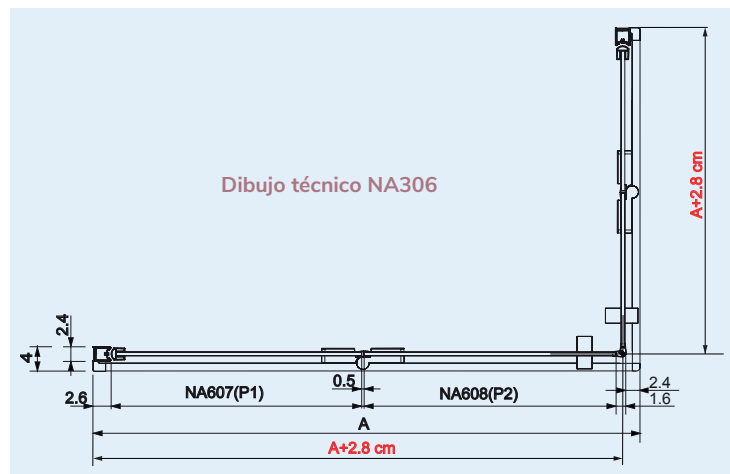 Dibujo técnico NA306
A+2.8 cm
2.4
4
2.6
NA607(P1)
0.5
NA608(P2)
2.4
1.6
A
A+2.8 cm